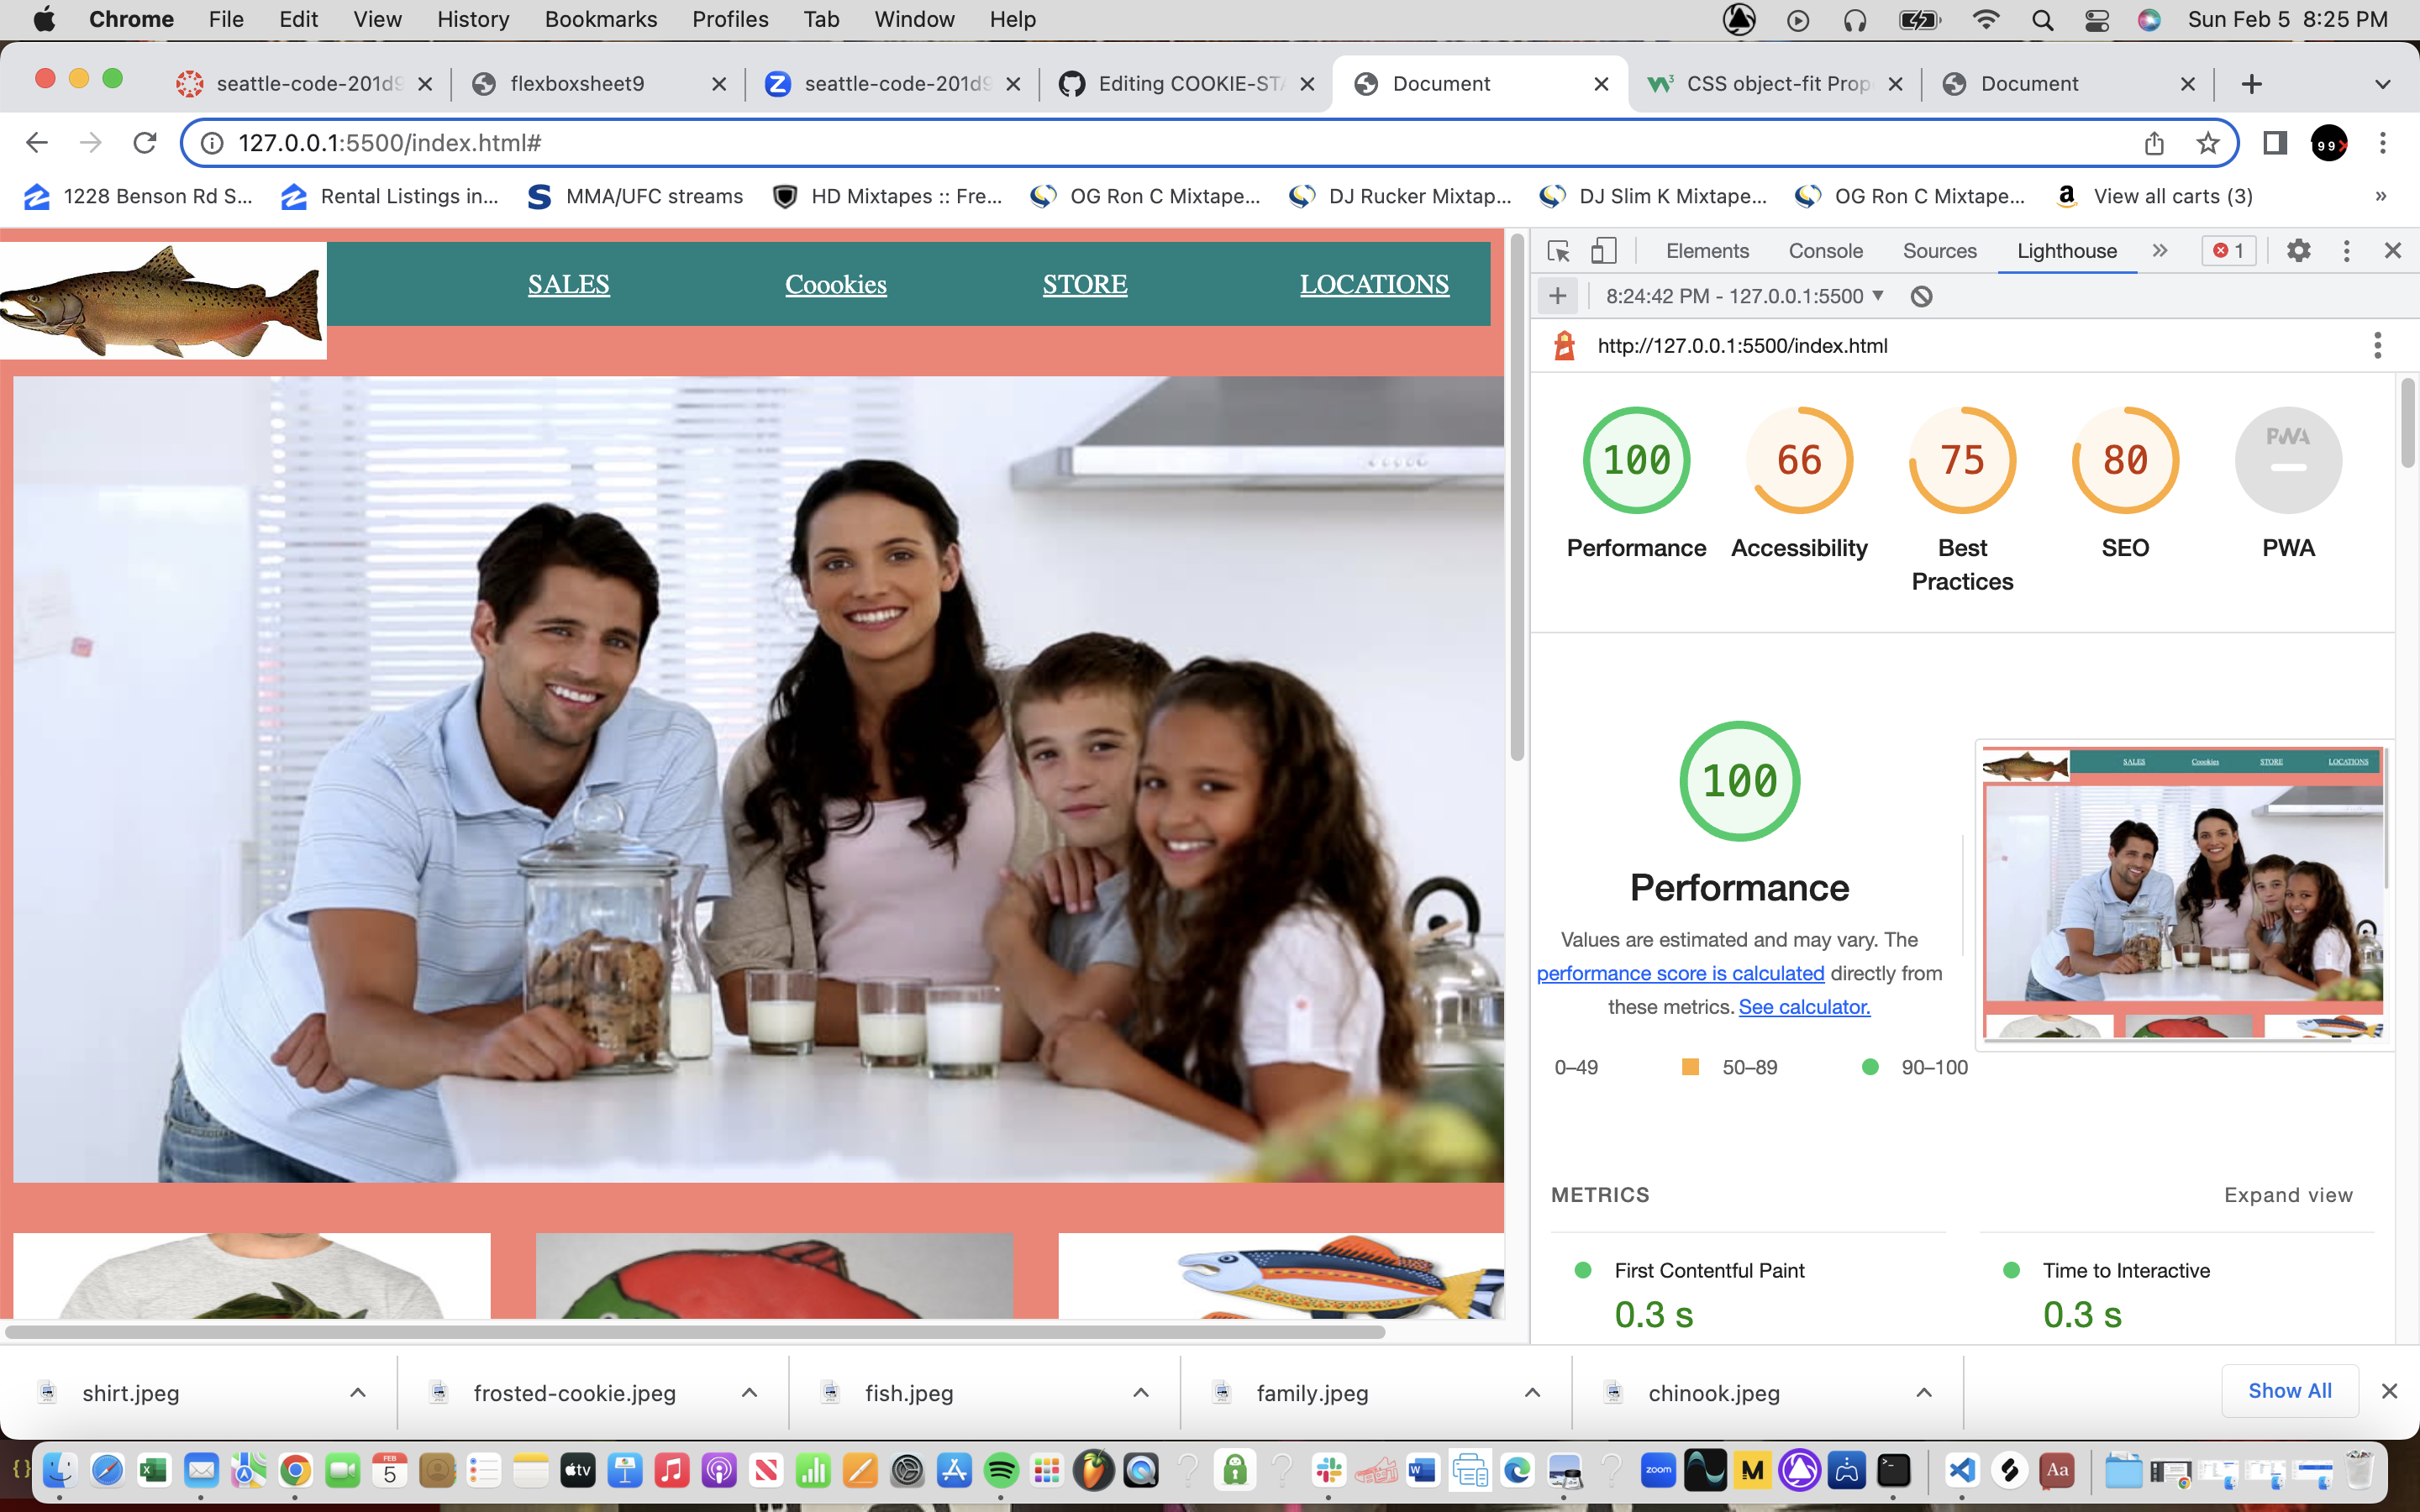 Chrome File Edit View History Bookmarks Profiles Tab Window Help Sun Feb 5 8:25 PM
seattle-code-201d9 flexboxsheet9 seattle-code-201d9 Editing COOKIE-STA Document CSS object-fit Prop Document
127.0.0.1:5500/index.html# 99
1228 Benson Rd S... Rental Listings in... MMA/UFC streams HD Mixtapes :: Fre... OG Ron C Mixtape... DJ Rucker Mixtap... DJ Slim K Mixtape... OG Ron C Mixtape... View all carts (3) »
SALES Coookies STORE LOCATIONS
Elements Console Sources Lighthouse » 1
8:24:42 PM - 127.0.0.1:5500
http://127.0.0.1:5500/index.html
100 66 75 80 PWA
Performance Accessibility Best Practices SEO PWA
100
SALES Coookies STORE LOCATIONS
Performance
Values are estimated and may vary. The
performance score is calculated directly from
these metrics. See calculator.
0–49 50–89 90–100
METRICS Expand view
First Contentful Paint Time to Interactive
0.3 s 0.3 s
shirt.jpeg frosted-cookie.jpeg fish.jpeg family.jpeg chinook.jpeg Show All
FEB
5
tv
zoom
M
Aa